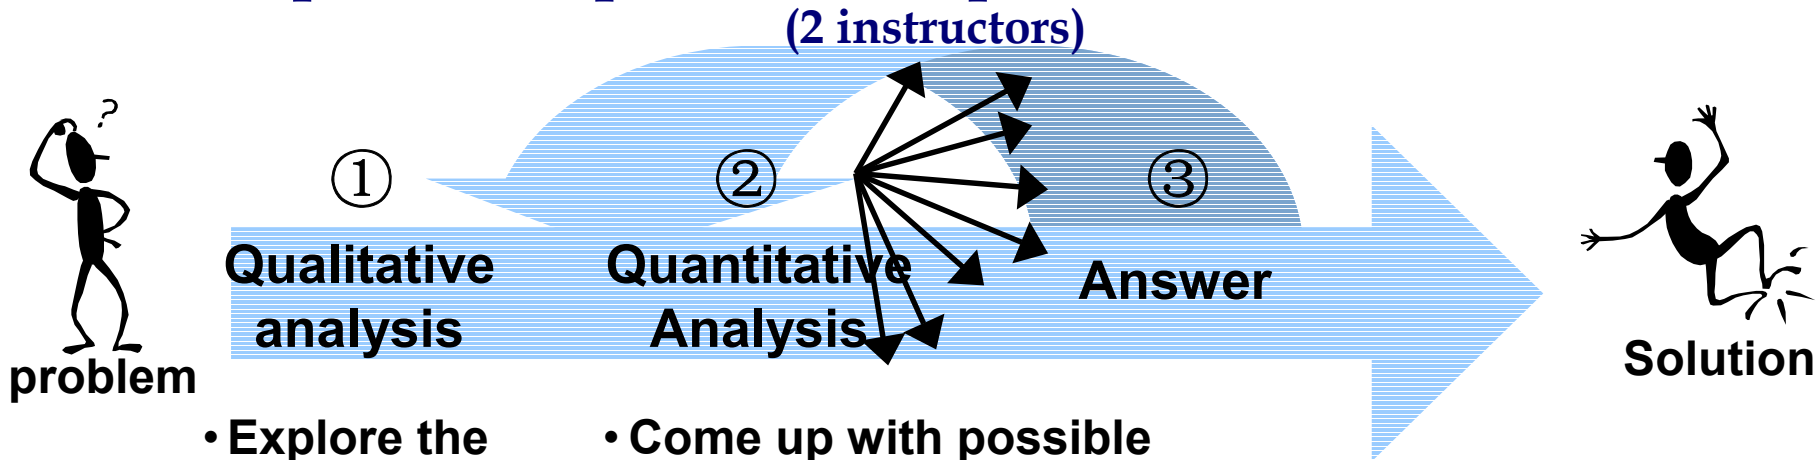 (2 instructors)
?
① ② ③
Qualitative analysis
Quantitative Analysis
Answer
problem
Solution
• Explore the
• Come up with possible